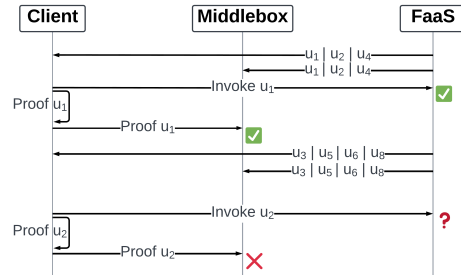 Client Middlebox FaaS
u₁ | u₂ | u₄
u₁ | u₂ | u₄
Invoke u₁
Proof u₁
Proof u₁
u₃ | u₅ | u₆ | u₈
u₃ | u₅ | u₆ | u₈
Invoke u₂
Proof u₂
Proof u₂